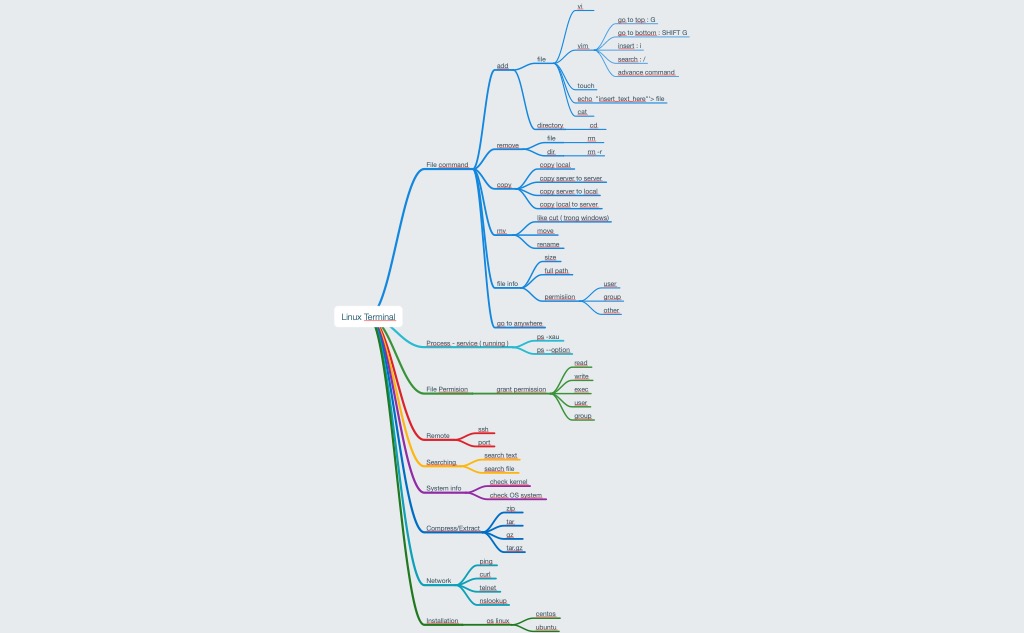 Linux Terminal
File command
add
file
vi
vim
go to top : G
go to bottom : SHIFT G
insert : i
search : /
advance command
touch
echo "insert_text_here"> file
cat
directory
cd
remove
file
rm
dir
rm -r
copy
copy local
copy server to server
copy server to local
copy local to server
mv
like cut ( trong windows)
move
rename
file info
size
full path
permisiion
user
group
other
go to anywhere
Process - service ( running )
ps -xau
ps --option
File Permision
grant permission
read
write
exec
user
group
Remote
ssh
port
Searching
search text
search file
System info
check kernel
check OS system
Compress/Extract
zip
tar
gz
tar.gz
Network
ping
curl
telnet
nslookup
Installation
os linux
centos
ubuntu